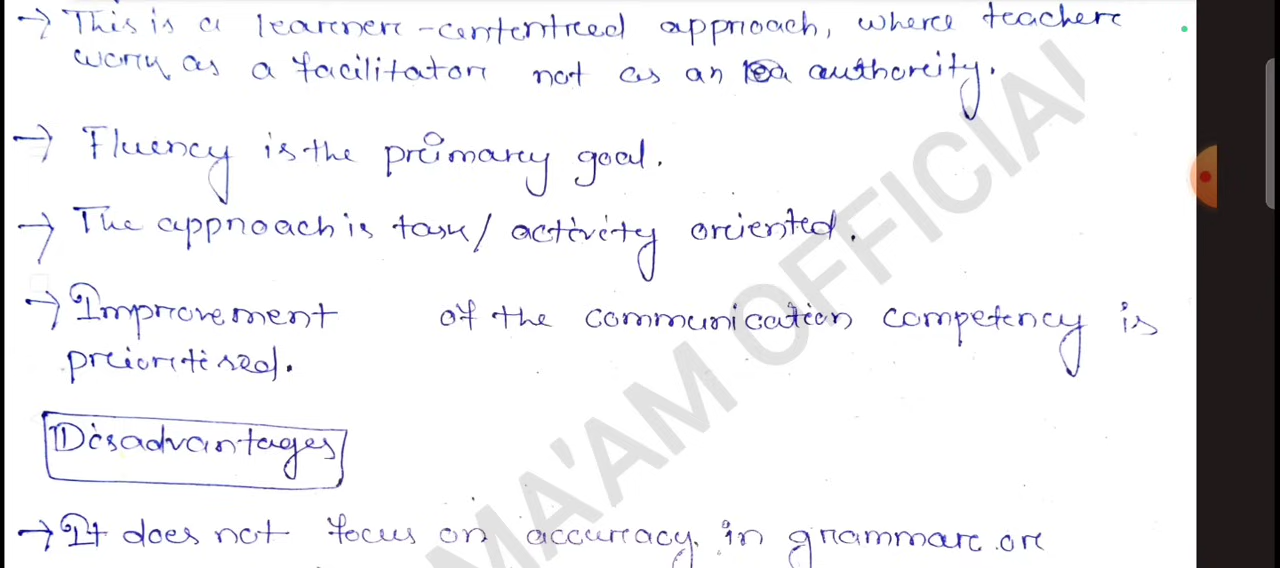 → This is a learner-cententred approach, where teacher
work as a facilitator not as an authority.
→ Fluency is the primary goal.
→ The approach is task/ activity oriented.
→ Improvement of the communication competency is
prioritised.
Disadvantages
→ It does not focus on accuracy in grammar or
MA'AM OFFICIAL